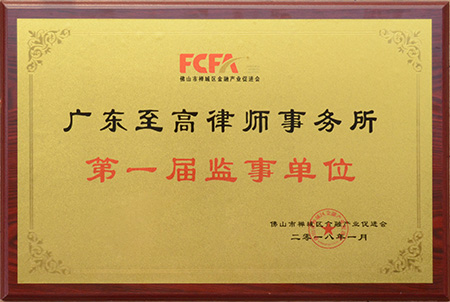 FCFA
佛山市禅城区金融产业促进会
广东至高律师事务所
第一届监事单位
佛山市禅城区金融产业促进会
二〇一八年一月